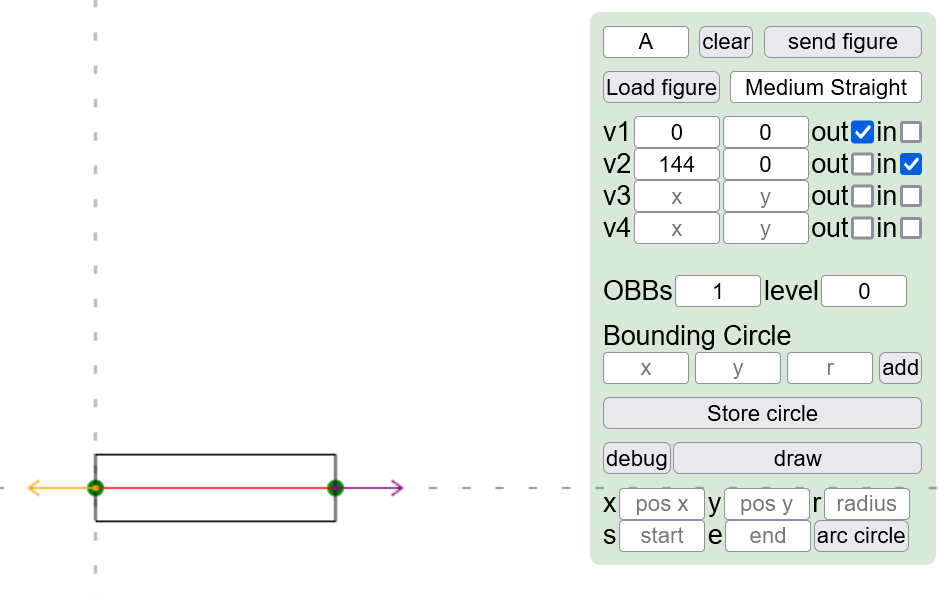 A clear send figure
Load figure Medium Straight
v1 0 0 out in
v2 144 0 out in
v3 x y out in
v4 x y out in
OBBs 1 level 0
Bounding Circle
x y r add
Store circle
debug draw
x pos x y pos y r radius
s start e end arc circle